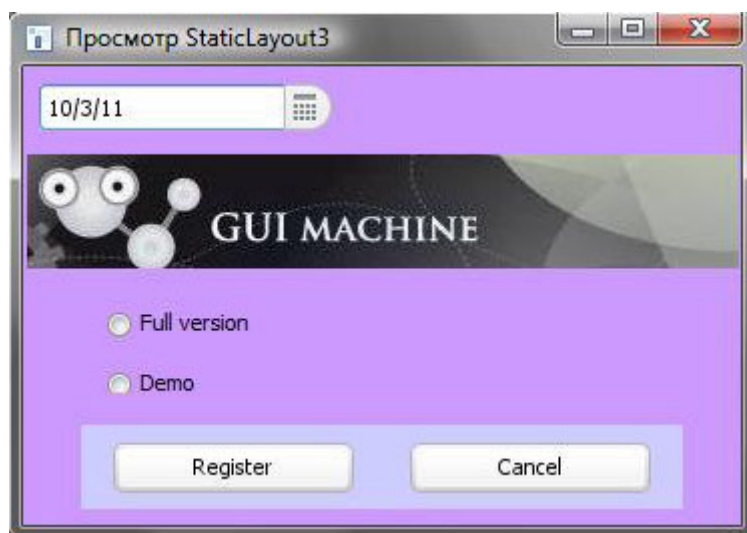 Просмотр StaticLayout3
10/3/11
GUI MACHINE
Full version
Demo
Register
Cancel